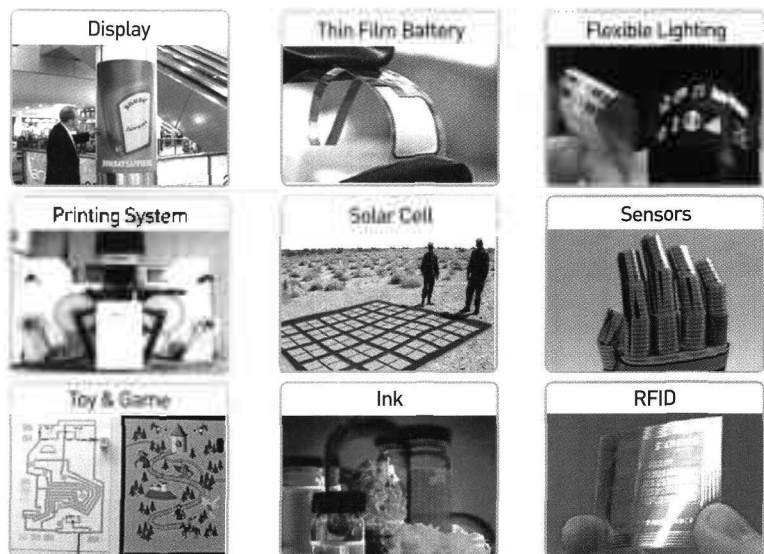 Display
Thin Film Battery
Flexible Lighting
Printing System
Solar Cell
Sensors
Toy & Game
Ink
RFID